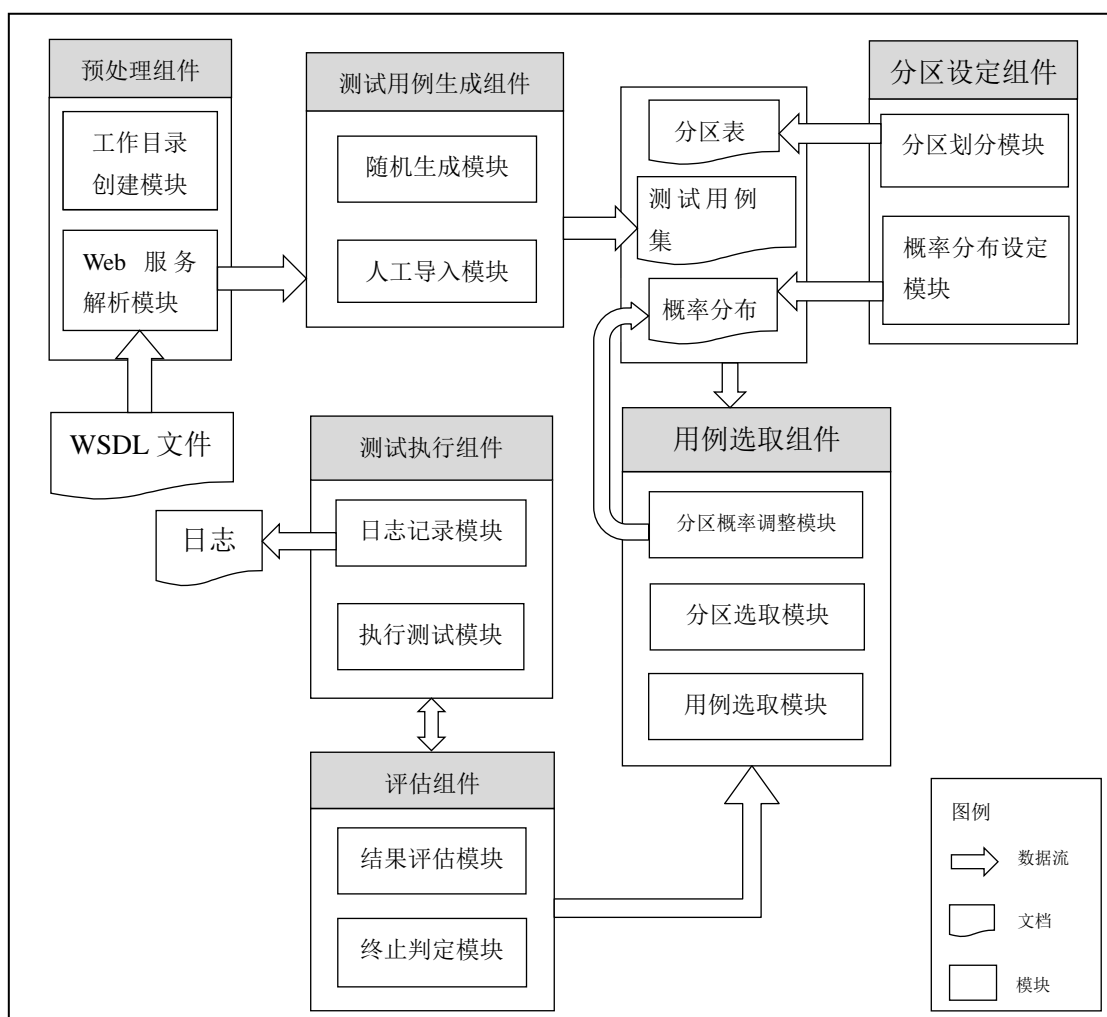 预处理组件
工作目录
创建模块
Web 服务
解析模块
WSDL 文件
测试用例生成组件
随机生成模块
人工导入模块
分区表
测试用例
集
概率分布
分区设定组件
分区划分模块
概率分布设定
模块
测试执行组件
日志记录模块
执行测试模块
日志
用例选取组件
分区概率调整模块
分区选取模块
用例选取模块
评估组件
结果评估模块
终止判定模块
图例
数据流
文档
模块